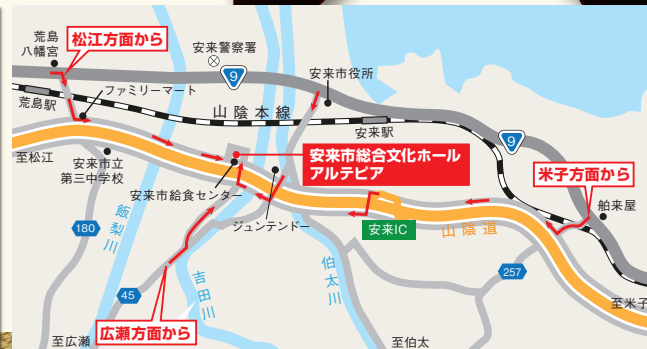 荒島
八幡宮
松江方面から
安来警察署
9
安来市役所
荒島駅
ファミリーマート
山陰本線
安来駅
9
至松江
安来市立
第三中学校
安来市総合文化ホール
アルテピア
米子方面から
安来市給食センター
舶来屋
飯梨川
ジュンテンドー
180
安来IC
山陰道
吉田川
伯太川
257
45
広瀬方面から
至広瀬
至伯太
至米子